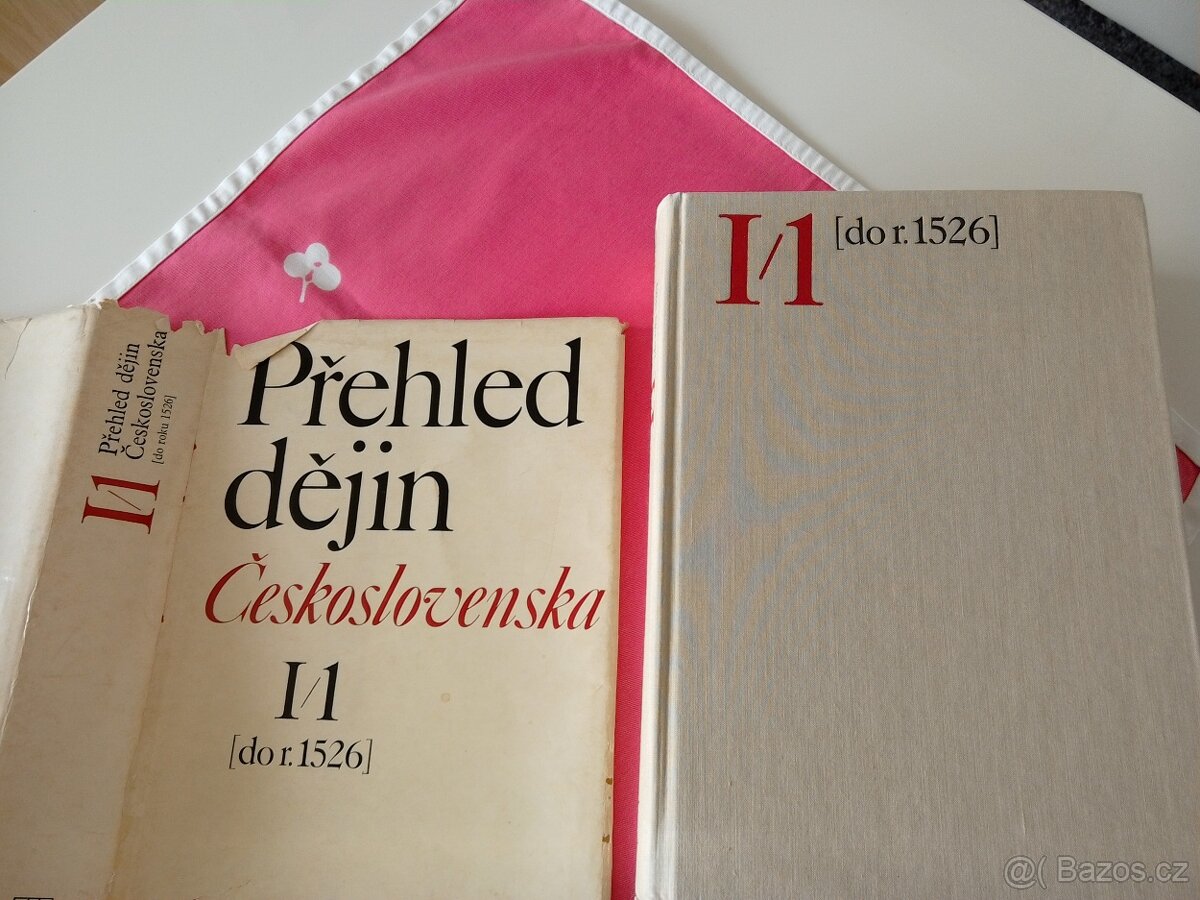 I/1
Přehled dějin
Československa
[do roku 1526]
Přehled
dějin
Československa
I/1
[do r. 1526]
I/1 [do r. 1526]
@( Bazos.cz